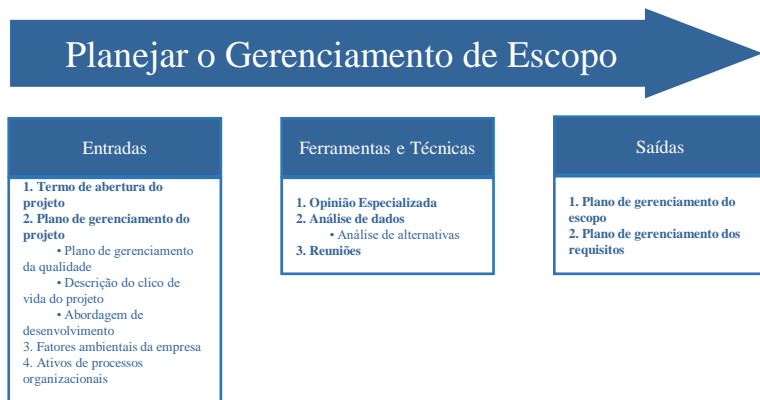 Planejar o Gerenciamento de Escopo
Entradas
1. Termo de abertura do
projeto
2. Plano de gerenciamento do
projeto
• Plano de gerenciamento
da qualidade
• Descrição do clico de
vida do projeto
• Abordagem de
desenvolvimento
3. Fatores ambientais da empresa
4. Ativos de processos
organizacionais
Ferramentas e Técnicas
1. Opinião Especializada
2. Análise de dados
• Análise de alternativas
3. Reuniões
Saídas
1. Plano de gerenciamento do
escopo
2. Plano de gerenciamento dos
requisitos